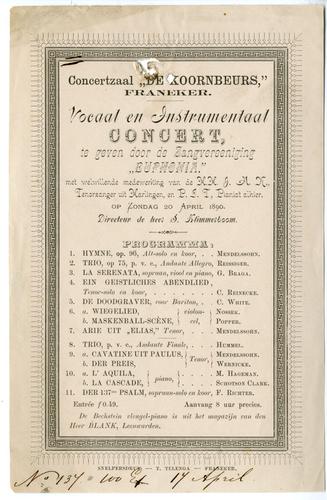 Concertzaal „DE KOORNBEURS,”
FRANEKER.
Vocaal en Instrumentaal
CONCERT,
te geven door de Zangvereeniging
„EUPHONIA,”
met welwillende medewerking van de H.H. H. A K.,
Tenorzanger uit Harlingen, en P. S. T., Pianist alhier,
OP ZONDAG 20 APRIL 1890.
Directeur de heer S. Klimmerboom.
PROGRAMMA:
1. HYMNE, op. 96, Alt-solo en koor, MENDELSSOHN.
2. TRIO, op 75, p. v. c., Andante Allegro, REISSIGER.
3. LA SERENATA, sopraan, viool en piano, G. BRAGA.
4. EIN GEISTLICHES ABENDLIED,
Tenor-solo en koor, C. REINECKE.
5. DE DOODGRAVER, voor Bariton, C. WHITE.
6. a. WIEGELIED, violon- NOSSEK.
b. MASKENBALL-SCÈNE, cel, POPPER.
7. ARIE UIT „ELIAS,” Tenor, MENDELSSOHN.
8. TRIO, p. v. c., Andante Finale, HUMMEL.
9. a. CAVATINE UIT PAULUS, Tenor, MENDELSSOHN.
b. DER PREIS, WERNICKE.
10. a. L' AQUILA, piano, M. HAGEMAN.
b. LA CASCADE, SCHOTSON CLARK.
11. DER 137sten PSALM, sopraan-solo en koor, F. RICHTER.
Entrée f 0.49. Aanvang 8 uur precies.
De Bechstein vleugel-piano is uit het magazijn van den
Heer BLANK, Leeuwarden.
SNELPERSDRUK — T. TELENGA — FRANEKER.
No 137 100 Ex 17 April.